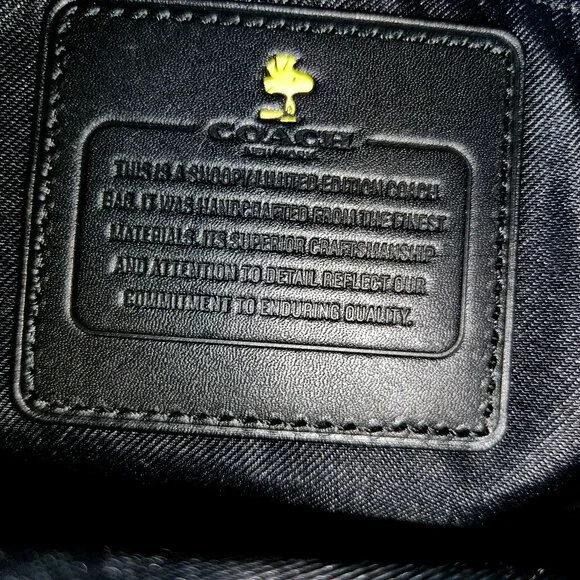 COACH
NEW YORK
THIS IS A SNOOPY LIMITED EDITION COACH
BAG. IT WAS HANDCRAFTED FROM THE FINEST
MATERIALS. ITS SUPERIOR CRAFTSMANSHIP
AND ATTENTION TO DETAIL REFLECT OUR
COMMITMENT TO ENDURING QUALITY.